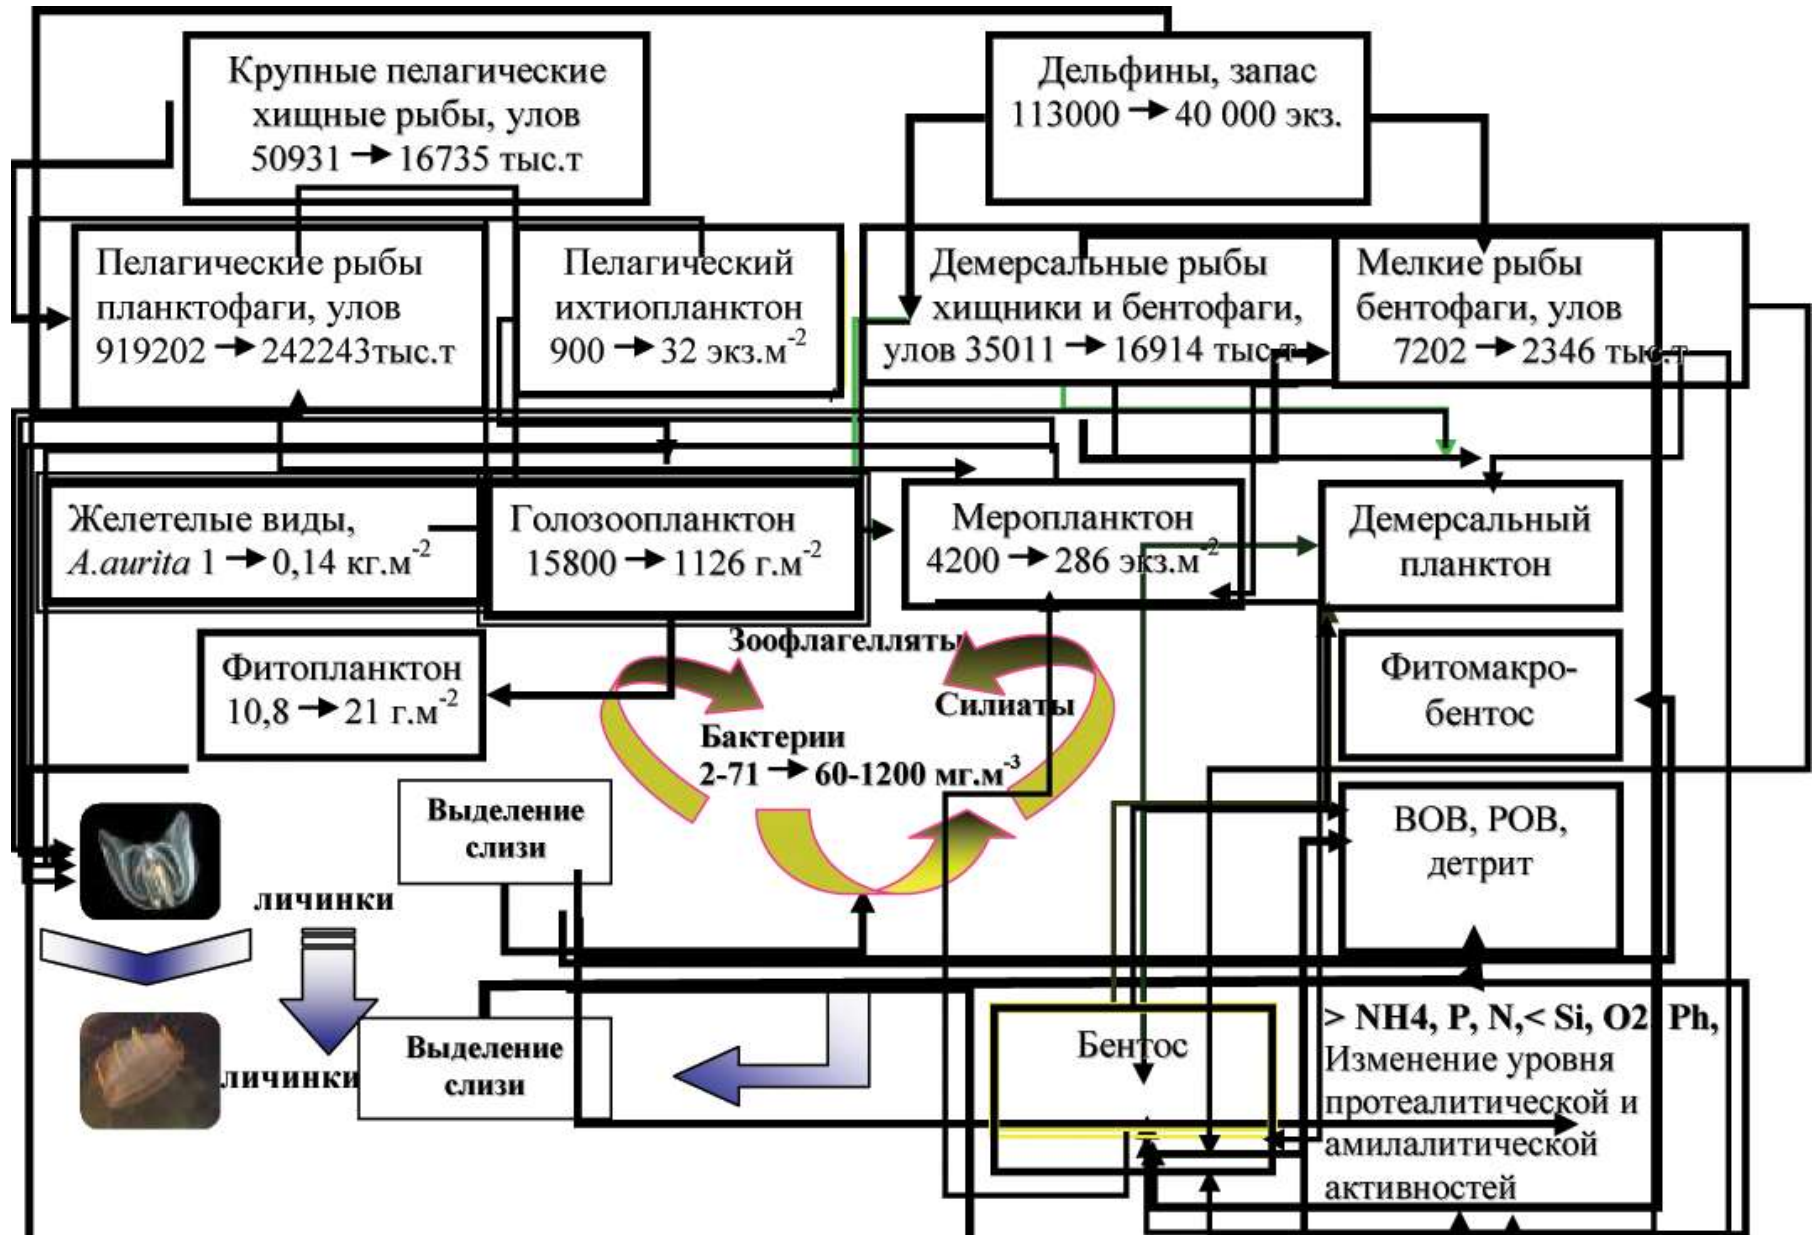 Крупные пелагические
хищные рыбы, улов
50931 → 16735 тыс.т
Дельфины, запас
113000 → 40 000 экз.
Пелагические рыбы
планктофаги, улов
919202 → 242243тыс.т
Пелагический
ихтиопланктон
900 → 32 экз.м⁻²
Демерсальные рыбы
хищники и бентофаги,
улов 35011 → 16914 тыс.т
Мелкие рыбы
бентофаги, улов
7202 → 2346 тыс.т
Желетелые виды,
A.aurita 1 → 0,14 кг.м⁻²
Голозоопланктон
15800 → 1126 г.м⁻²
Меропланктон
4200 → 286 экз.м⁻²
Демерсальный
планктон
Фитопланктон
10,8 → 21 г.м⁻²
Зоофлагелляты
Силиаты
Бактерии
2-71 → 60-1200 мг.м⁻³
Фитомакро-
бентос
Выделение
слизи
ВОВ, РОВ,
детрит
личинки
личинки
Выделение
слизи
Бентос
> NH4, P, N,< Si, O2, Ph,
Изменение уровня
протеалитической и
амилалитической
активностей